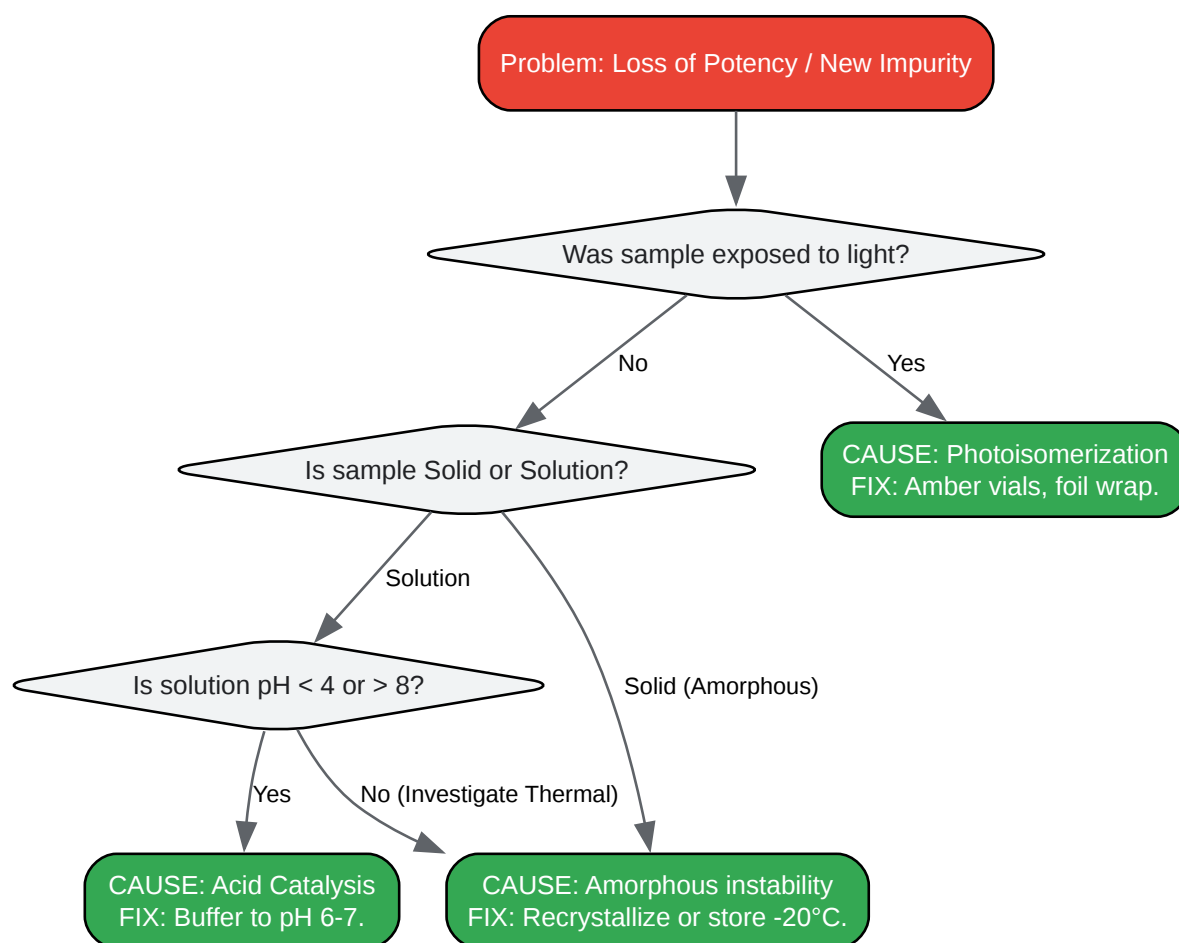 Problem: Loss of Potency / New Impurity
Was sample exposed to light?
No
Yes
Is sample Solid or Solution?
CAUSE: Photoisomerization
FIX: Amber vials, foil wrap.
Solution
Is solution pH < 4 or > 8?
Solid (Amorphous)
Yes
No (Investigate Thermal)
CAUSE: Acid Catalysis
FIX: Buffer to pH 6-7.
CAUSE: Amorphous instability
FIX: Recrystallize or store -20°C.